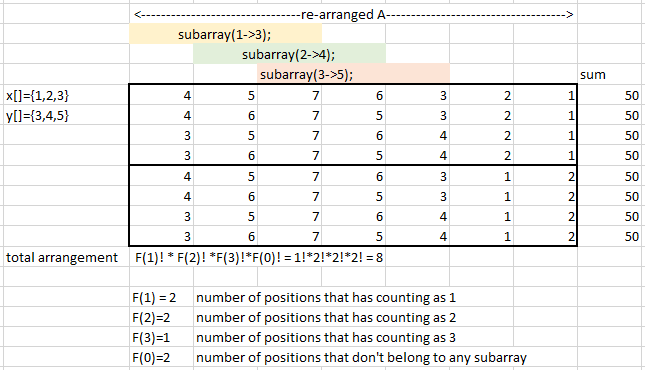 <-------------------------------re-arranged A----------------------------------->
subarray(1->3);
subarray(2->4);
subarray(3->5); sum
x[]={1,2,3} 4 5 7 6 3 2 1 50
y[]={3,4,5} 4 6 7 5 3 2 1 50
3 5 7 6 4 2 1 50
3 6 7 5 4 2 1 50
4 5 7 6 3 1 2 50
4 6 7 5 3 1 2 50
3 5 7 6 4 1 2 50
3 6 7 5 4 1 2 50
total arrangement F(1)! * F(2)! *F(3)!*F(0)! = 1!*2!*2!*2! = 8
F(1) = 2 number of positions that has counting as 1
F(2)=2 number of positions that has counting as 2
F(3)=1 number of positions that has counting as 3
F(0)=2 number of positions that don't belong to any subarray